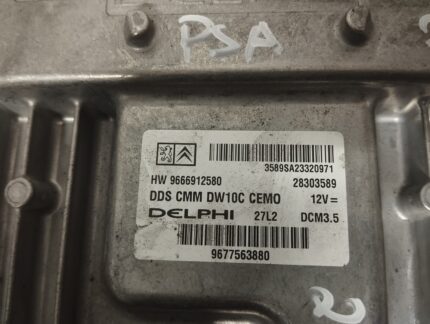 PSA
3589SA23320971
HW 9666912580 28303589
DDS CMM DW10C CEMO 12V =
DELPHI 27L2 DCM3.5
9677563880